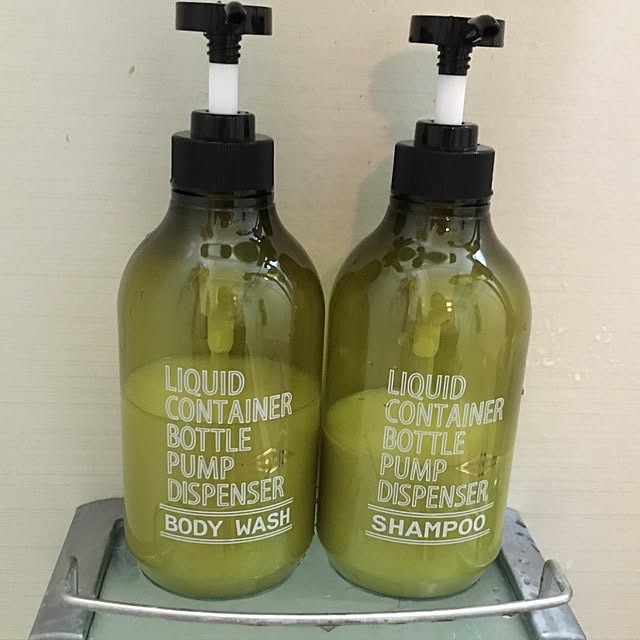 LIQUID
CONTAINER
BOTTLE
PUMP
DISPENSER
BODY WASH
LIQUID
CONTAINER
BOTTLE
PUMP
DISPENSER
SHAMPOO